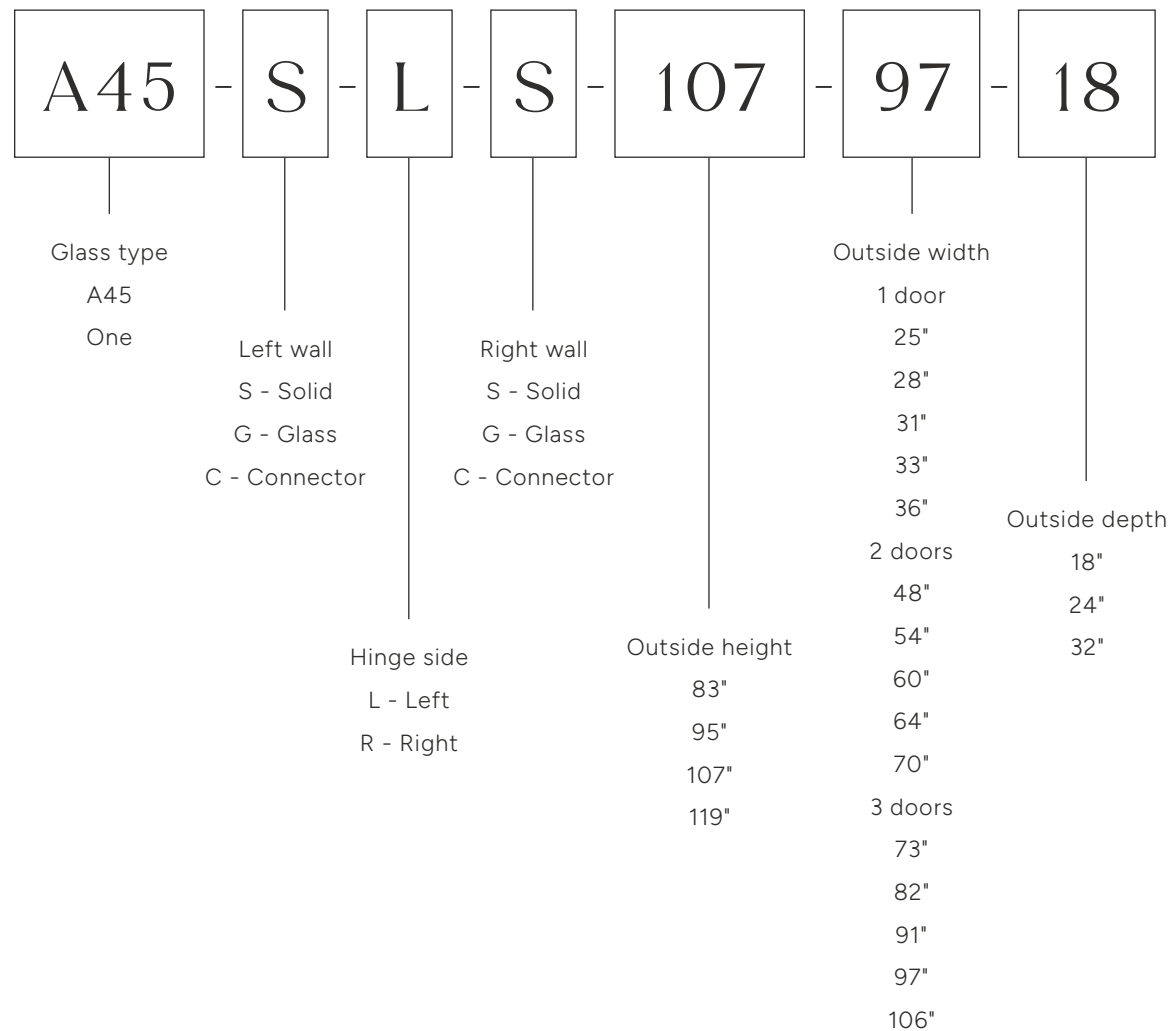 A45 - S - L - S - 107 - 97 - 18
Glass type
A45
One
Left wall
S - Solid
G - Glass
C - Connector
Hinge side
L - Left
R - Right
Right wall
S - Solid
G - Glass
C - Connector
Outside height
83"
95"
107"
119"
Outside width
1 door
25"
28"
31"
33"
36"
2 doors
48"
54"
60"
64"
70"
3 doors
73"
82"
91"
97"
106"
Outside depth
18"
24"
32"